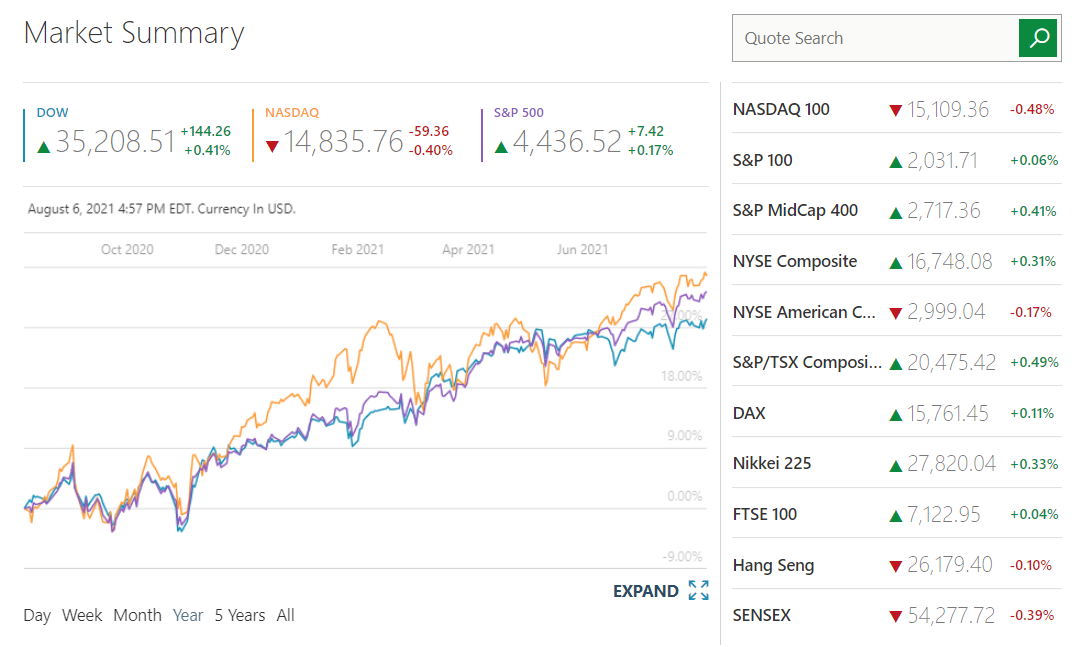 Market Summary
Quote Search
DOW
35,208.51 +144.26 +0.41%
NASDAQ
14,835.76 -59.36 -0.40%
S&P 500
4,436.52 +7.42 +0.17%
August 6, 2021 4:57 PM EDT. Currency In USD.
Oct 2020 Dec 2020 Feb 2021 Apr 2021 Jun 2021
27.00%
18.00%
9.00%
0.00%
-9.00%
EXPAND
Day Week Month Year 5 Years All
NASDAQ 100 15,109.36 -0.48%
S&P 100 2,031.71 +0.06%
S&P MidCap 400 2,717.36 +0.41%
NYSE Composite 16,748.08 +0.31%
NYSE American C... 2,999.04 -0.17%
S&P/TSX Composi... 20,475.42 +0.49%
DAX 15,761.45 +0.11%
Nikkei 225 27,820.04 +0.33%
FTSE 100 7,122.95 +0.04%
Hang Seng 26,179.40 -0.10%
SENSEX 54,277.72 -0.39%